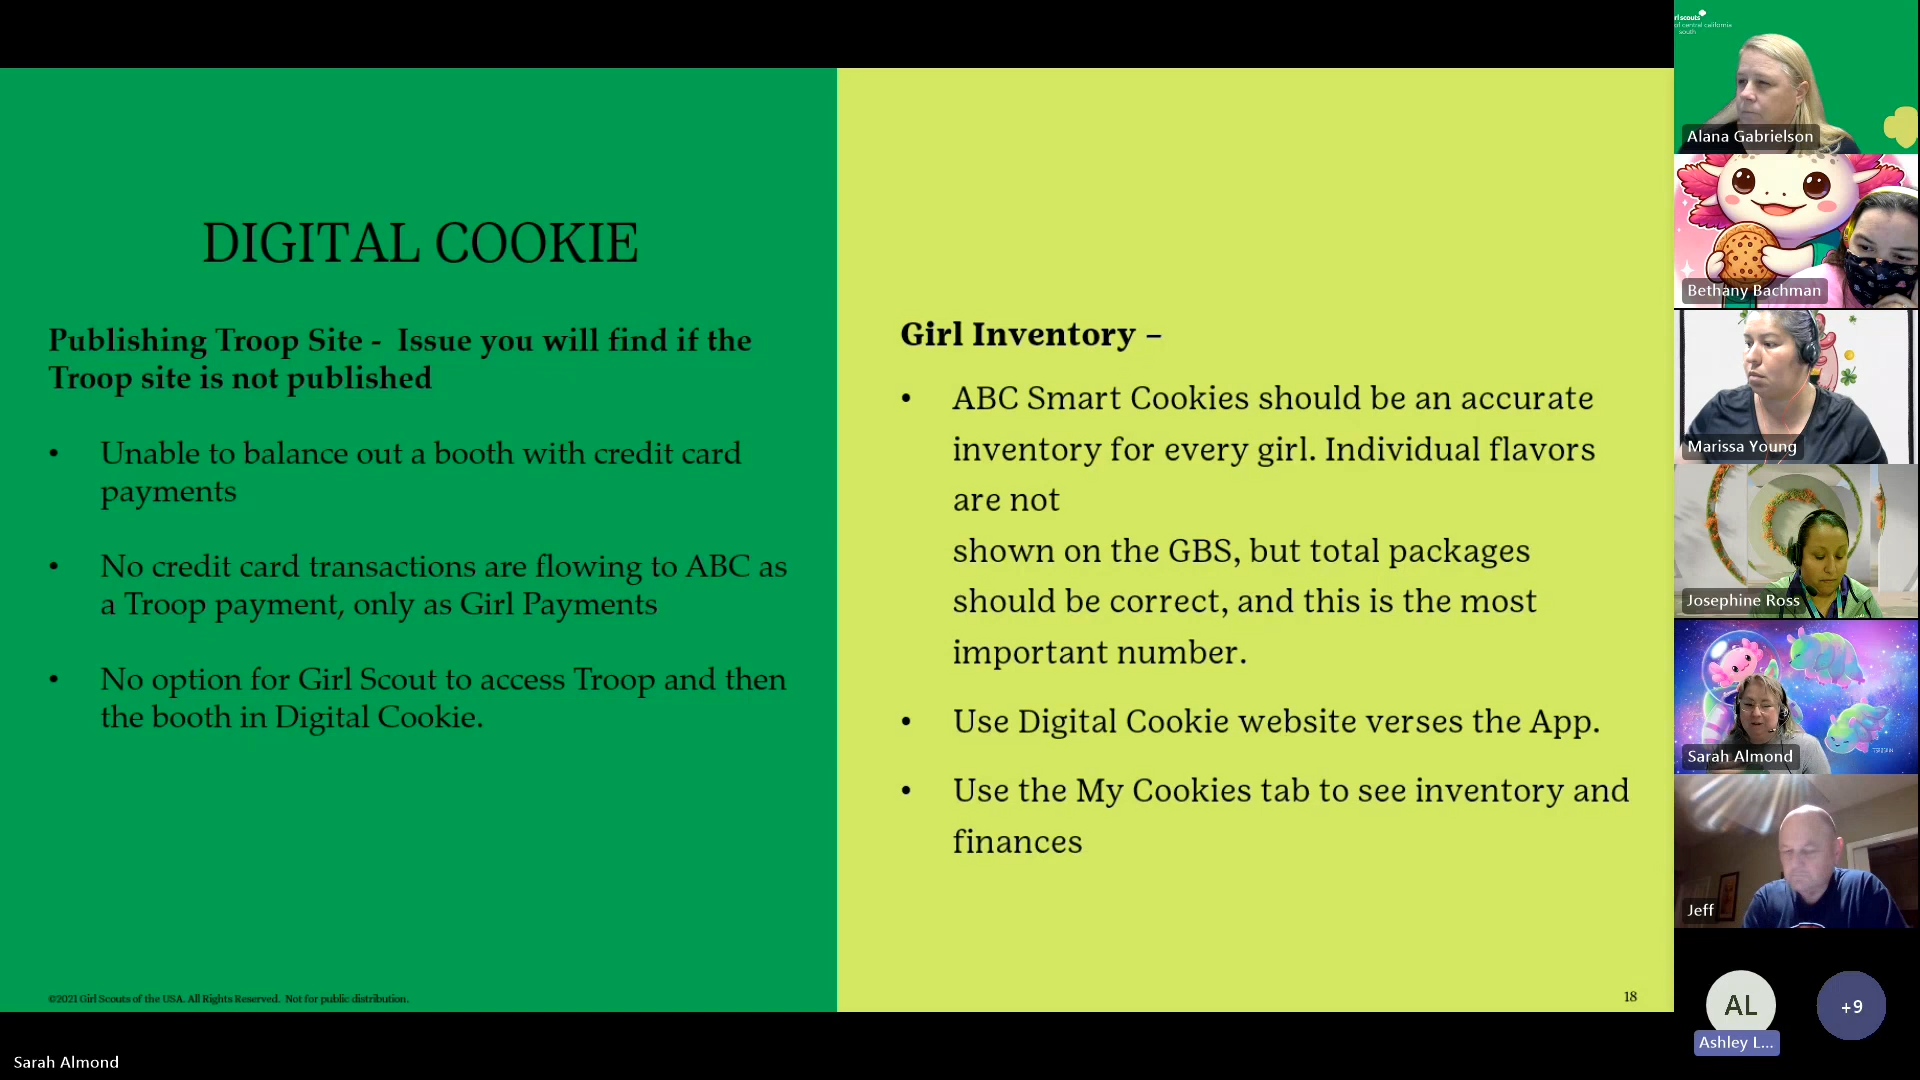 DIGITAL COOKIE
Publishing Troop Site -  Issue you will find if the
Troop site is not published
• Unable to balance out a booth with credit card
payments
• No credit card transactions are flowing to ABC as
a Troop payment, only as Girl Payments
• No option for Girl Scout to access Troop and then
the booth in Digital Cookie.
©2021 Girl Scouts of the USA. All Rights Reserved.  Not for public distribution.
Girl Inventory –
• ABC Smart Cookies should be an accurate
inventory for every girl. Individual flavors
are not
shown on the GBS, but total packages
should be correct, and this is the most
important number.
• Use Digital Cookie website verses the App.
• Use the My Cookies tab to see inventory and
finances
18
rl scouts
of central california
south
Alana Gabrielson
Bethany Bachman
Marissa Young
Josephine Ross
Sarah Almond
Jeff
AL
Ashley L...
+9
Sarah Almond